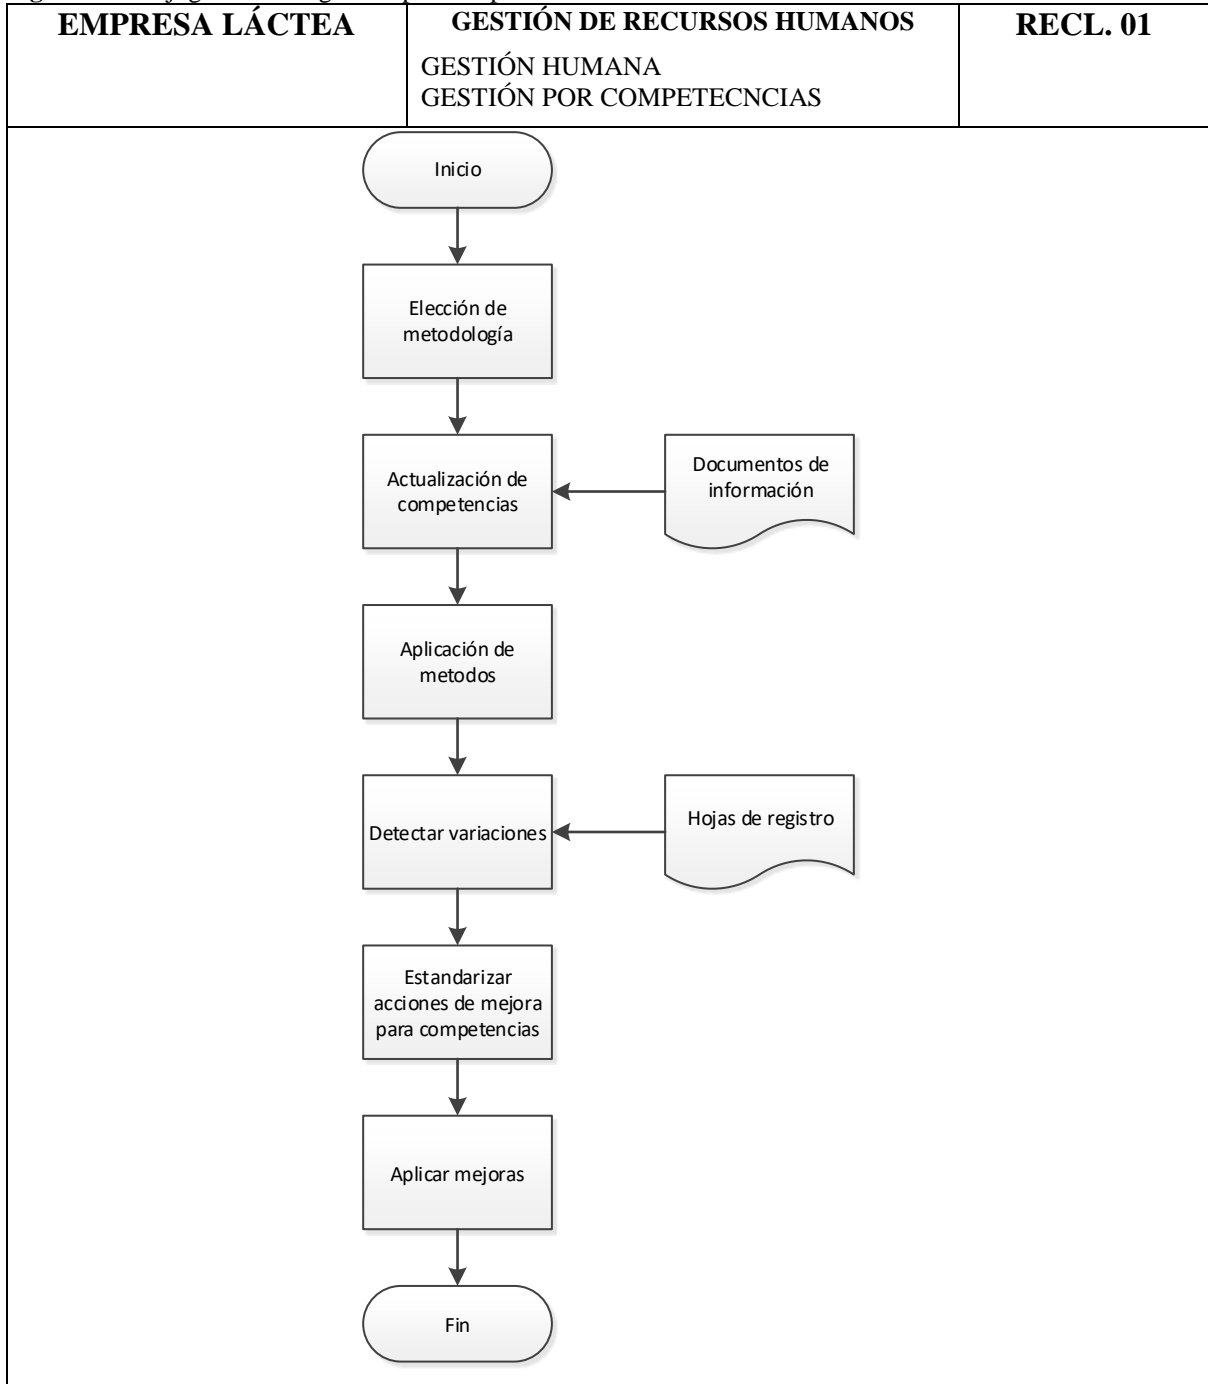 EMPRESA LÁCTEA
GESTIÓN DE RECURSOS HUMANOS
RECL. 01
GESTIÓN HUMANA
GESTIÓN POR COMPETECNCIAS
Inicio
Elección de
metodología
Actualización de
competencias
Documentos de
información
Aplicación de
metodos
Detectar variaciones
Hojas de registro
Estandarizar
acciones de mejora
para competencias
Aplicar mejoras
Fin